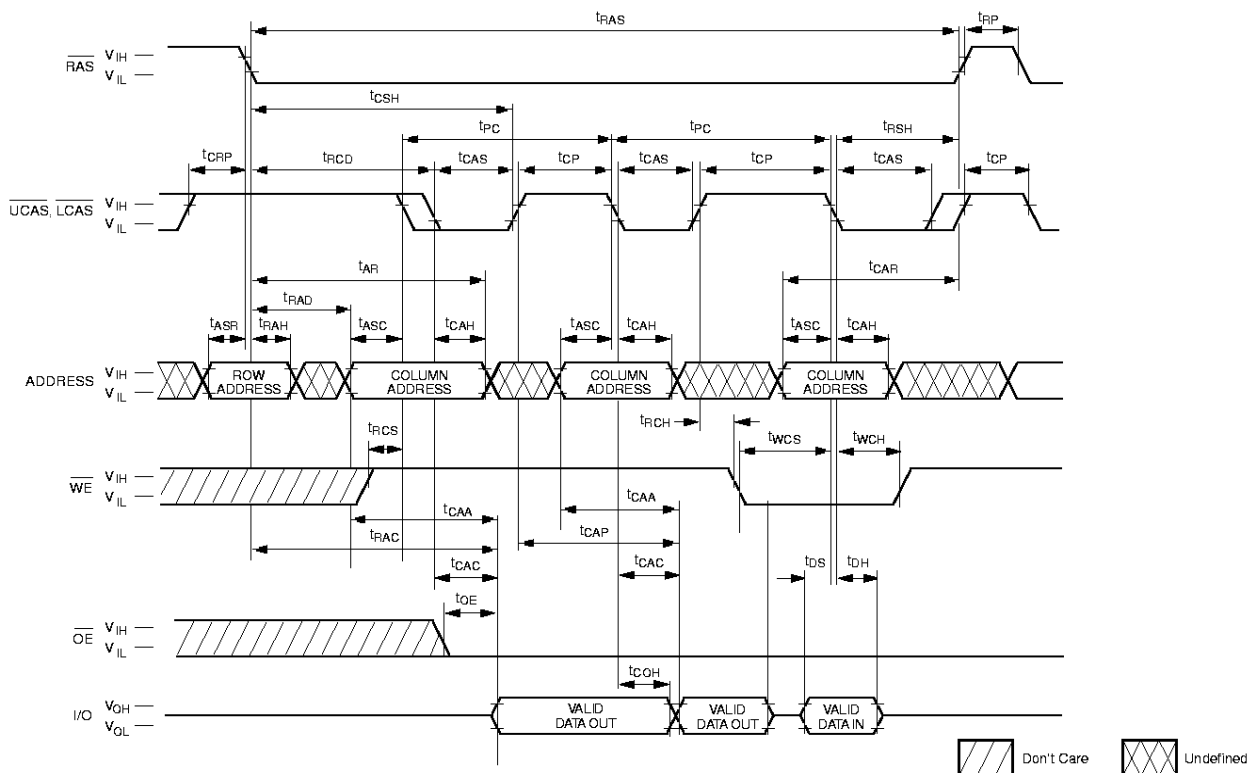 tRAS
tRP
RAS
VIH
VIL
tCSH
tPC
tPC
tRSH
tCRP
tRCD
tCAS
tCP
tCAS
tCP
tCAS
tCP
UCAS, LCAS
VIH
VIL
tAR
tCAR
tRAD
tASR
tRAH
tASC
tCAH
tASC
tCAH
tASC
tCAH
ADDRESS
VIH
VIL
ROW
ADDRESS
COLUMN
ADDRESS
COLUMN
ADDRESS
COLUMN
ADDRESS
tRCH
tRCS
tWCS
tWCH
WE
VIH
VIL
tCAA
tCAA
tRAC
tCAP
tCAC
tCAC
tDS
tDH
tOE
OE
VIH
VIL
tCOH
I/O
VOH
VOL
VALID
DATA OUT
VALID
DATA OUT
VALID
DATA IN
Don't Care
Undefined